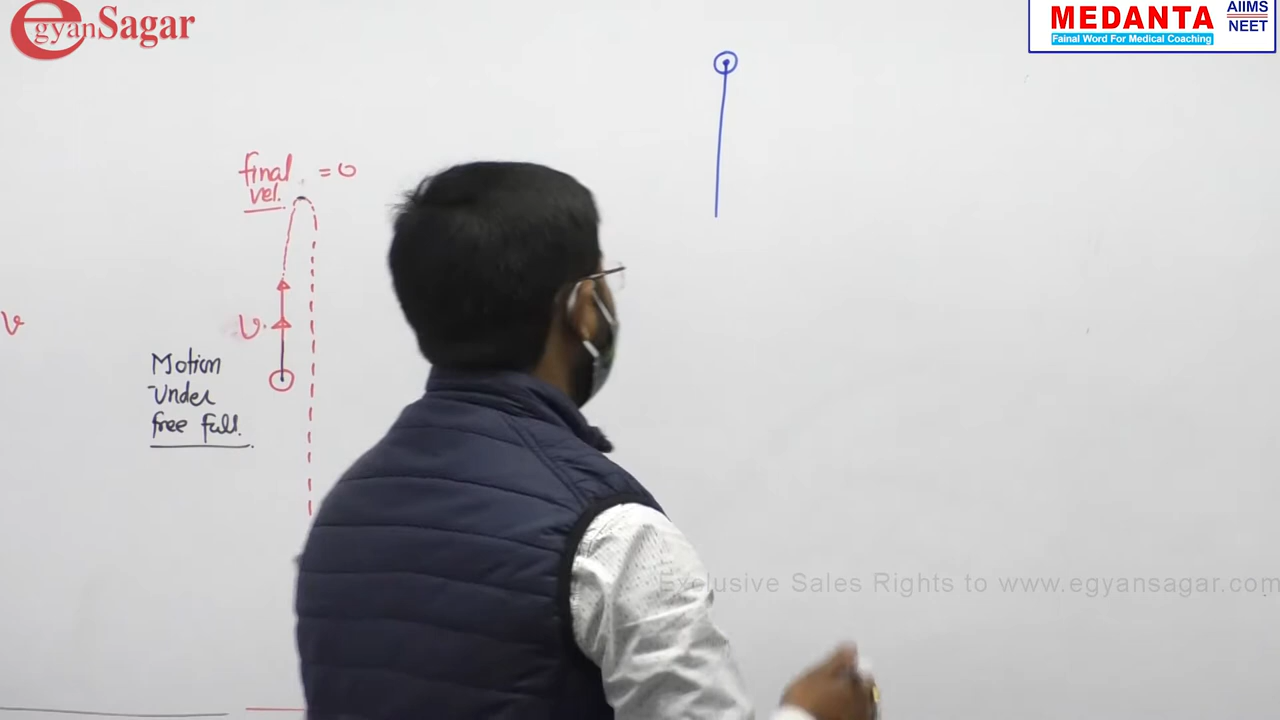 egyanSagar
MEDANTA
Fainal Word For Medical Coaching
AIIMS
NEET
final
vel. = 0
v
v.
Motion
Under
free fall.
Exclusive Sales Rights to www.egyansagar.com